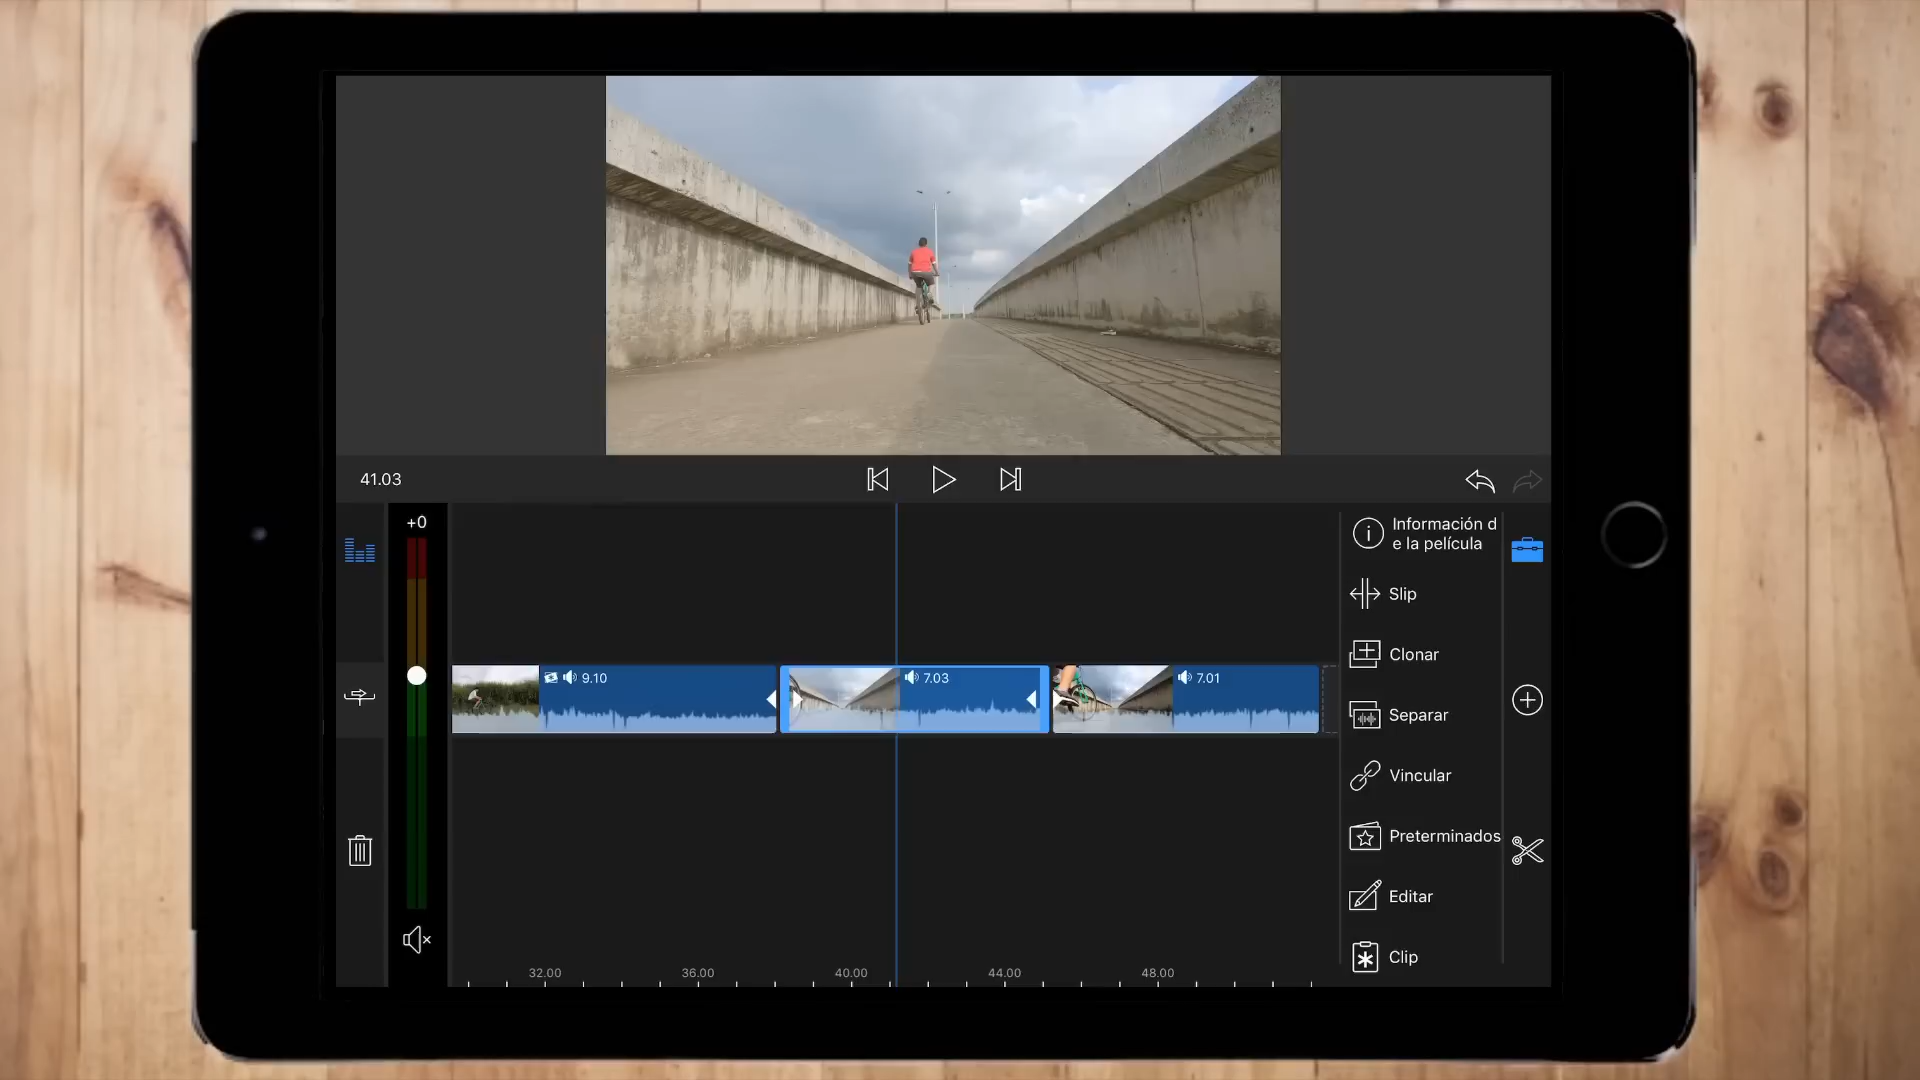 41.03
+0
Información d
e la película
Slip
Clonar
9.10
7.03
7.01
Separar
Vincular
Preterminados
Editar
Clip
32.00
36.00
40.00
44.00
48.00